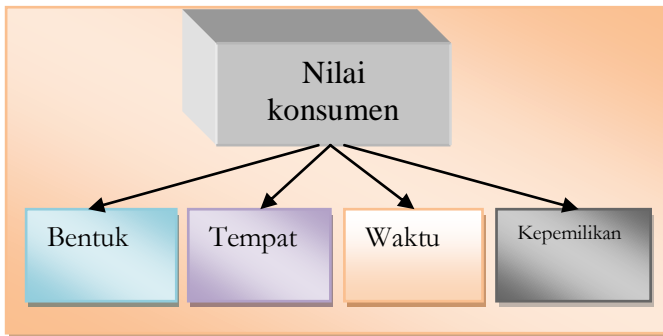 Nilai
konsumen
Bentuk
Tempat
Waktu
Kepemilikan